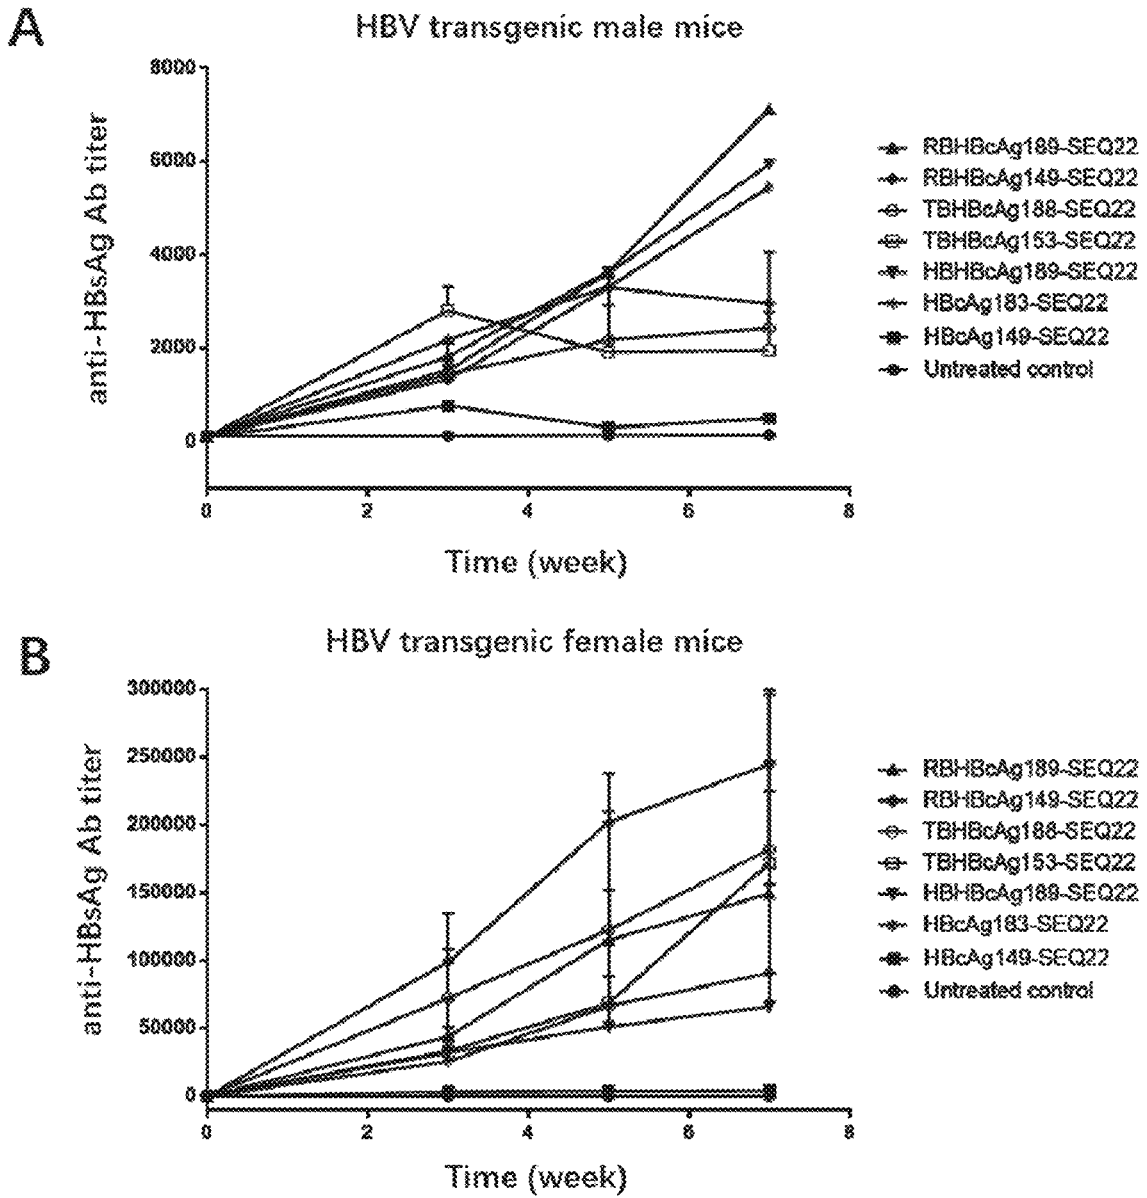 A
HBV transgenic male mice
8000
6000
4000
2000
0
anti-HBsAg Ab titer
0 2 4 6 8
Time (week)
RBHBcAg189-SEQ22
RBHBcAg149-SEQ22
TBHBcAg188-SEQ22
TBHBcAg153-SEQ22
HBHBcAg189-SEQ22
HBcAg183-SEQ22
HBcAg149-SEQ22
Untreated control
B
HBV transgenic female mice
300000
250000
200000
150000
100000
50000
0
anti-HBsAg Ab titer
0 2 4 6 8
Time (week)
RBHBcAg189-SEQ22
RBHBcAg149-SEQ22
TBHBcAg188-SEQ22
TBHBcAg153-SEQ22
HBHBcAg189-SEQ22
HBcAg183-SEQ22
HBcAg149-SEQ22
Untreated control